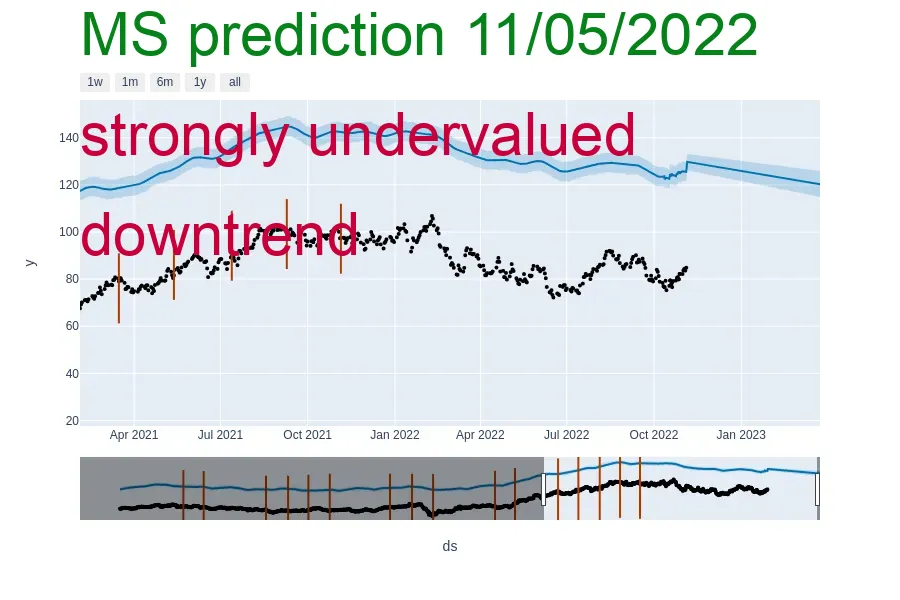 MS prediction 11/05/2022
1w 1m 6m 1y all
strongly undervalued
downtrend
140
120
100
80
60
40
20
y
Apr 2021 Jul 2021 Oct 2021 Jan 2022 Apr 2022 Jul 2022 Oct 2022 Jan 2023
ds